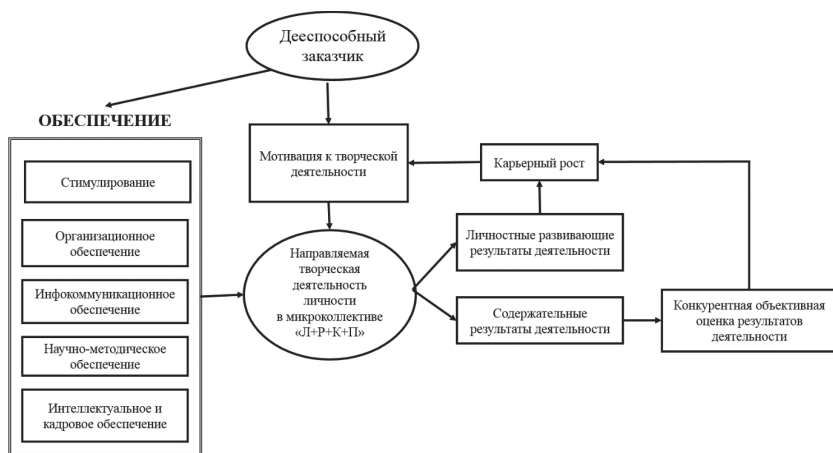 Дееспособный
заказчик
ОБЕСПЕЧЕНИЕ
Стимулирование
Организационное
обеспечение
Инфокоммуникационное
обеспечение
Научно-методическое
обеспечение
Интеллектуальное и
кадровое обеспечение
Мотивация к творческой
деятельности
Направляемая
творческая
деятельность
личности
в микроколлективе
«Л+Р+К+П»
Карьерный рост
Личностные развивающие
результаты деятельности
Содержательные
результаты деятельности
Конкурентная объективная
оценка результатов
деятельности